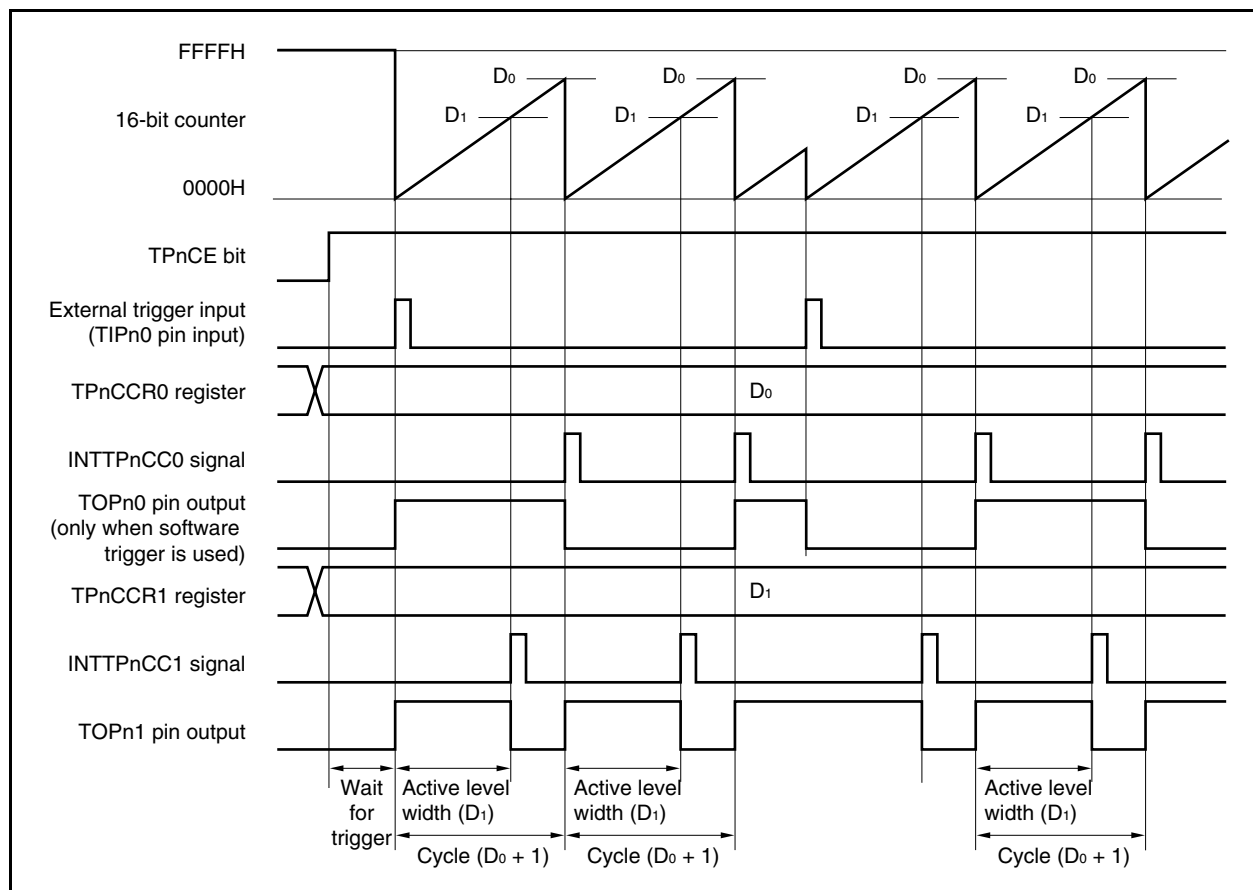 FFFFH
D0
D0
D0
D0
D1
D1
D1
D1
16-bit counter
0000H
TPnCE bit
External trigger input
(TIPn0 pin input)
TPnCCR0 register
D0
INTTPnCC0 signal
TOPn0 pin output
(only when software
trigger is used)
TPnCCR1 register
D1
INTTPnCC1 signal
TOPn1 pin output
Wait
for
trigger
Active level
width (D1)
Active level
width (D1)
Active level
width (D1)
Cycle (D0 + 1)
Cycle (D0 + 1)
Cycle (D0 + 1)